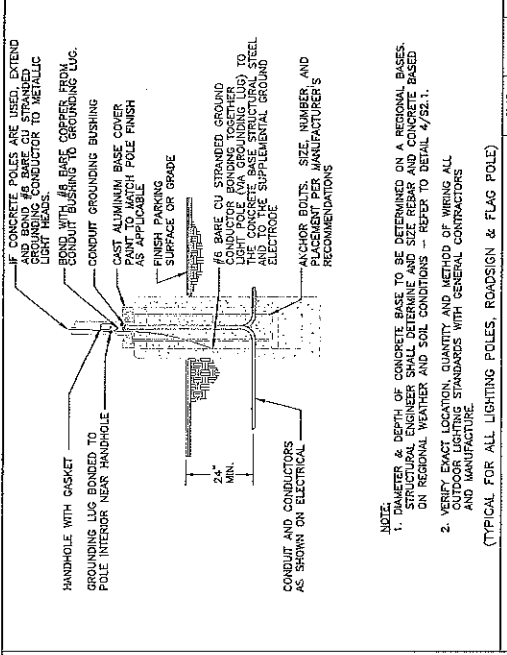 IF CONCRETE POLES ARE USED, EXTEND
AND BOND #6 BARE CU STRANDED
GROUNDING CONDUCTOR TO METALLIC
LIGHT HEADS.
BOND WITH #8 BARE COPPER FROM
CONDUIT BUSHING TO GROUNDING LUG.
CONDUIT GROUNDING BUSHING
CAST ALUMINUM BASE COVER
PAINT TO MATCH POLE FINISH
AS APPLICABLE
FINISH PARKING
SURFACE OR GRADE
#6 BARE CU STRANDED GROUND
CONDUCTOR BONDING TOGETHER
LIGHT POLE (VIA GROUNDING LUG) TO
THE CONCRETE BASE STRUCTURAL STEEL
AND TO THE SUPPLEMENTAL GROUND
ELECTRODE
ANCHOR BOLTS. SIZE, NUMBER, AND
PLACEMENT PER MANUFACTURER'S
RECOMMENDATIONS
HANDHOLE WITH GASKET
GROUNDING LUG BONDED TO
POLE INTERIOR NEAR HANDHOLE
24"
MIN.
CONDUIT AND CONDUCTORS
AS SHOWN ON ELECTRICAL
NOTE:
1. DIAMETER & DEPTH OF CONCRETE BASE TO BE DETERMINED ON A REGIONAL BASES.
STRUCTURAL ENGINEER SHALL DETERMINE AND SIZE REBAR AND CONCRETE BASED
ON REGIONAL WEATHER AND SOIL CONDITIONS – REFER TO DETAIL 4/S2.1.
2. VERIFY EXACT LOCATION, QUANTITY AND METHOD OF WIRING ALL
OUTDOOR LIGHTING STANDARDS WITH GENERAL CONTRACTORS
AND MANUFACTURE.
(TYPICAL FOR ALL LIGHTING POLES, ROADSIGN & FLAG POLE)